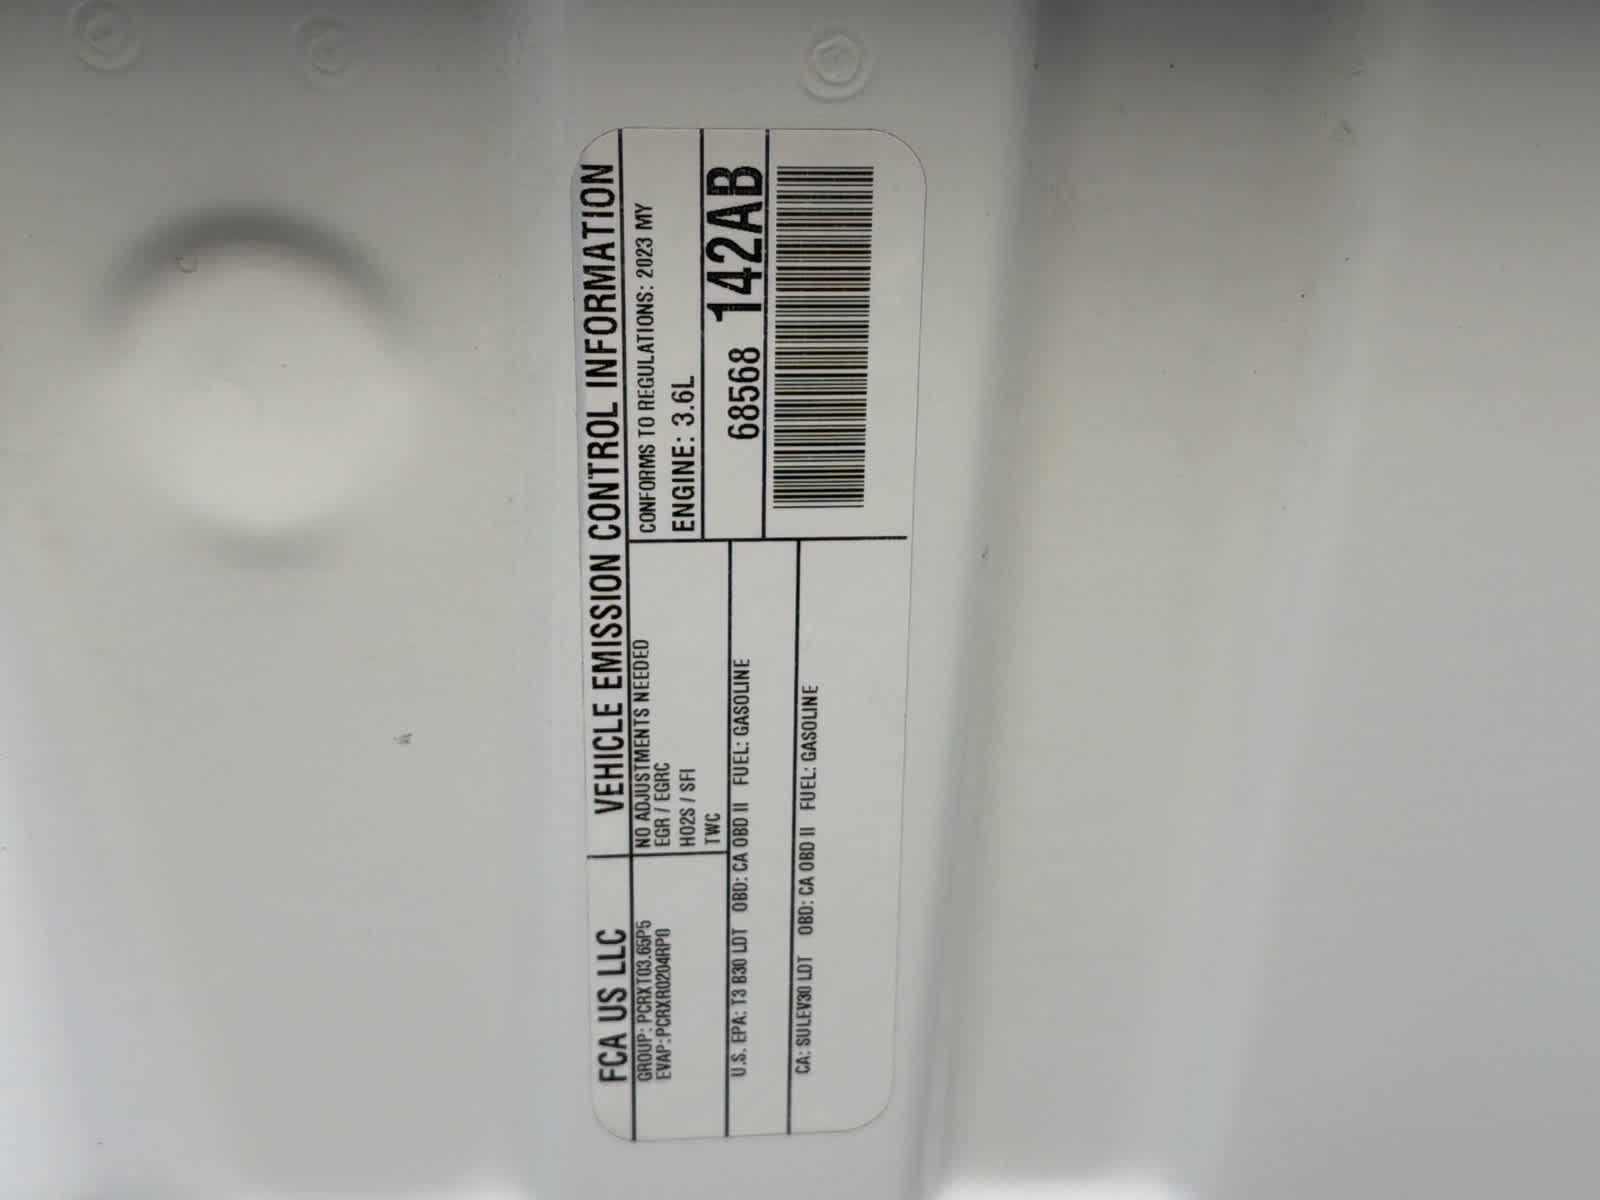 FCA US LLC
VEHICLE EMISSION CONTROL INFORMATION
GROUP: PCRXT03.65P5
EVAP: PCRXR0204RP0
NO ADJUSTMENTS NEEDED
EGR / EGRC
HO2S / SFI
TWC
CONFORMS TO REGULATIONS: 2023 MY
ENGINE: 3.6L
68568 142AB
U.S. EPA: T3 B30 LDT OBD: CA OBD II FUEL: GASOLINE
CA: SULEV30 LDT OBD: CA OBD II FUEL: GASOLINE